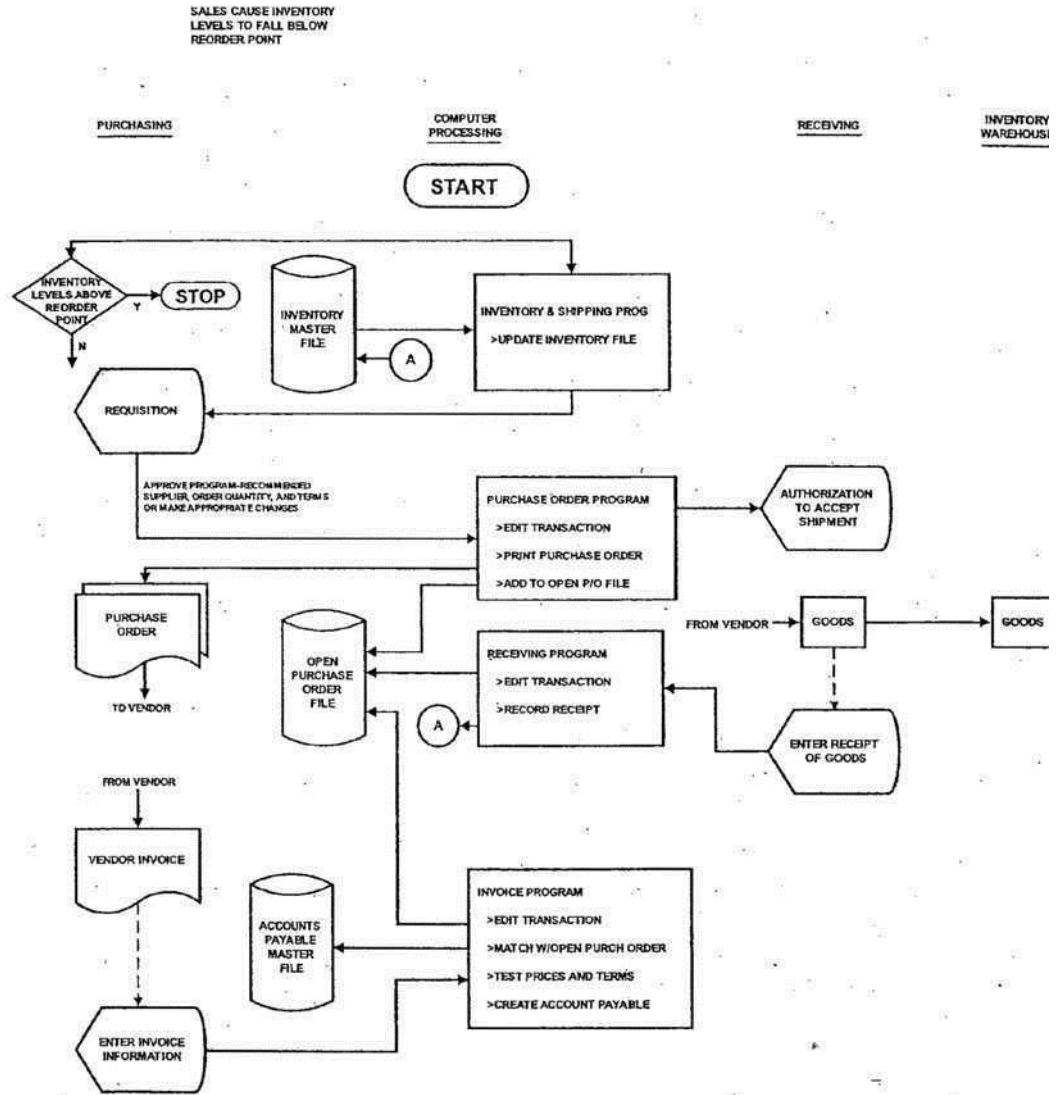 SALES CAUSE INVENTORY
LEVELS TO FALL BELOW
REORDER POINT
PURCHASING
COMPUTER
PROCESSING
RECEIVING
INVENTORY
WAREHOUSE
START
INVENTORY
LEVELS ABOVE
REORDER
POINT
Y
STOP
N
INVENTORY
MASTER
FILE
A
INVENTORY & SHIPPING PROG
>UPDATE INVENTORY FILE
REQUISITION
APPROVE PROGRAM-RECOMMENDED
SUPPLIER, ORDER QUANTITY, AND TERMS
OR MAKE APPROPRIATE CHANGES
PURCHASE ORDER PROGRAM
>EDIT TRANSACTION
>PRINT PURCHASE ORDER
>ADD TO OPEN P/O FILE
AUTHORIZATION
TO ACCEPT
SHIPMENT
PURCHASE
ORDER
TO VENDOR
OPEN
PURCHASE
ORDER
FILE
RECEIVING PROGRAM
>EDIT TRANSACTION
>RECORD RECEIPT
A
FROM VENDOR
GOODS
GOODS
ENTER RECEIPT
OF GOODS
FROM VENDOR
VENDOR INVOICE
ACCOUNTS
PAYABLE
MASTER
FILE
INVOICE PROGRAM
>EDIT TRANSACTION
>MATCH W/OPEN PURCH ORDER
>TEST PRICES AND TERMS
>CREATE ACCOUNT PAYABLE
ENTER INVOICE
INFORMATION